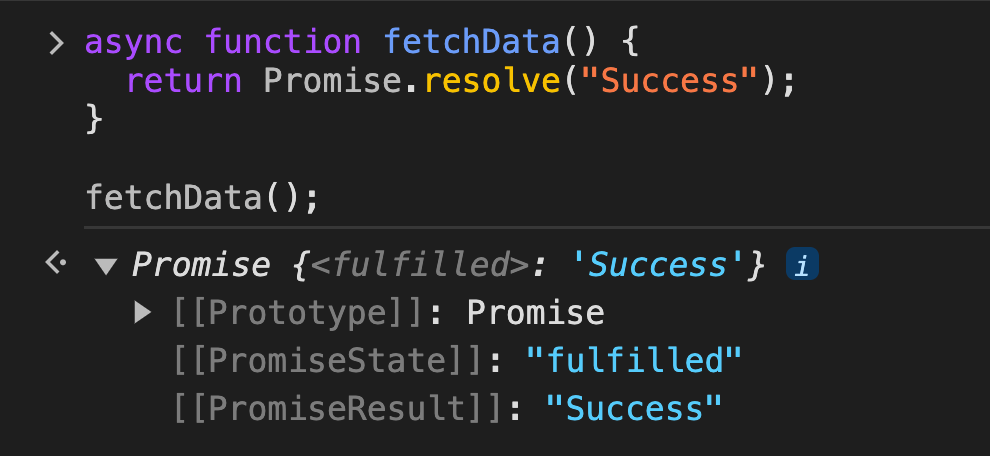 async function fetchData() {
  return Promise.resolve("Success");
}
fetchData();
Promise {<fulfilled>: 'Success'} i
[[Prototype]]: Promise
[[PromiseState]]: "fulfilled"
[[PromiseResult]]: "Success"